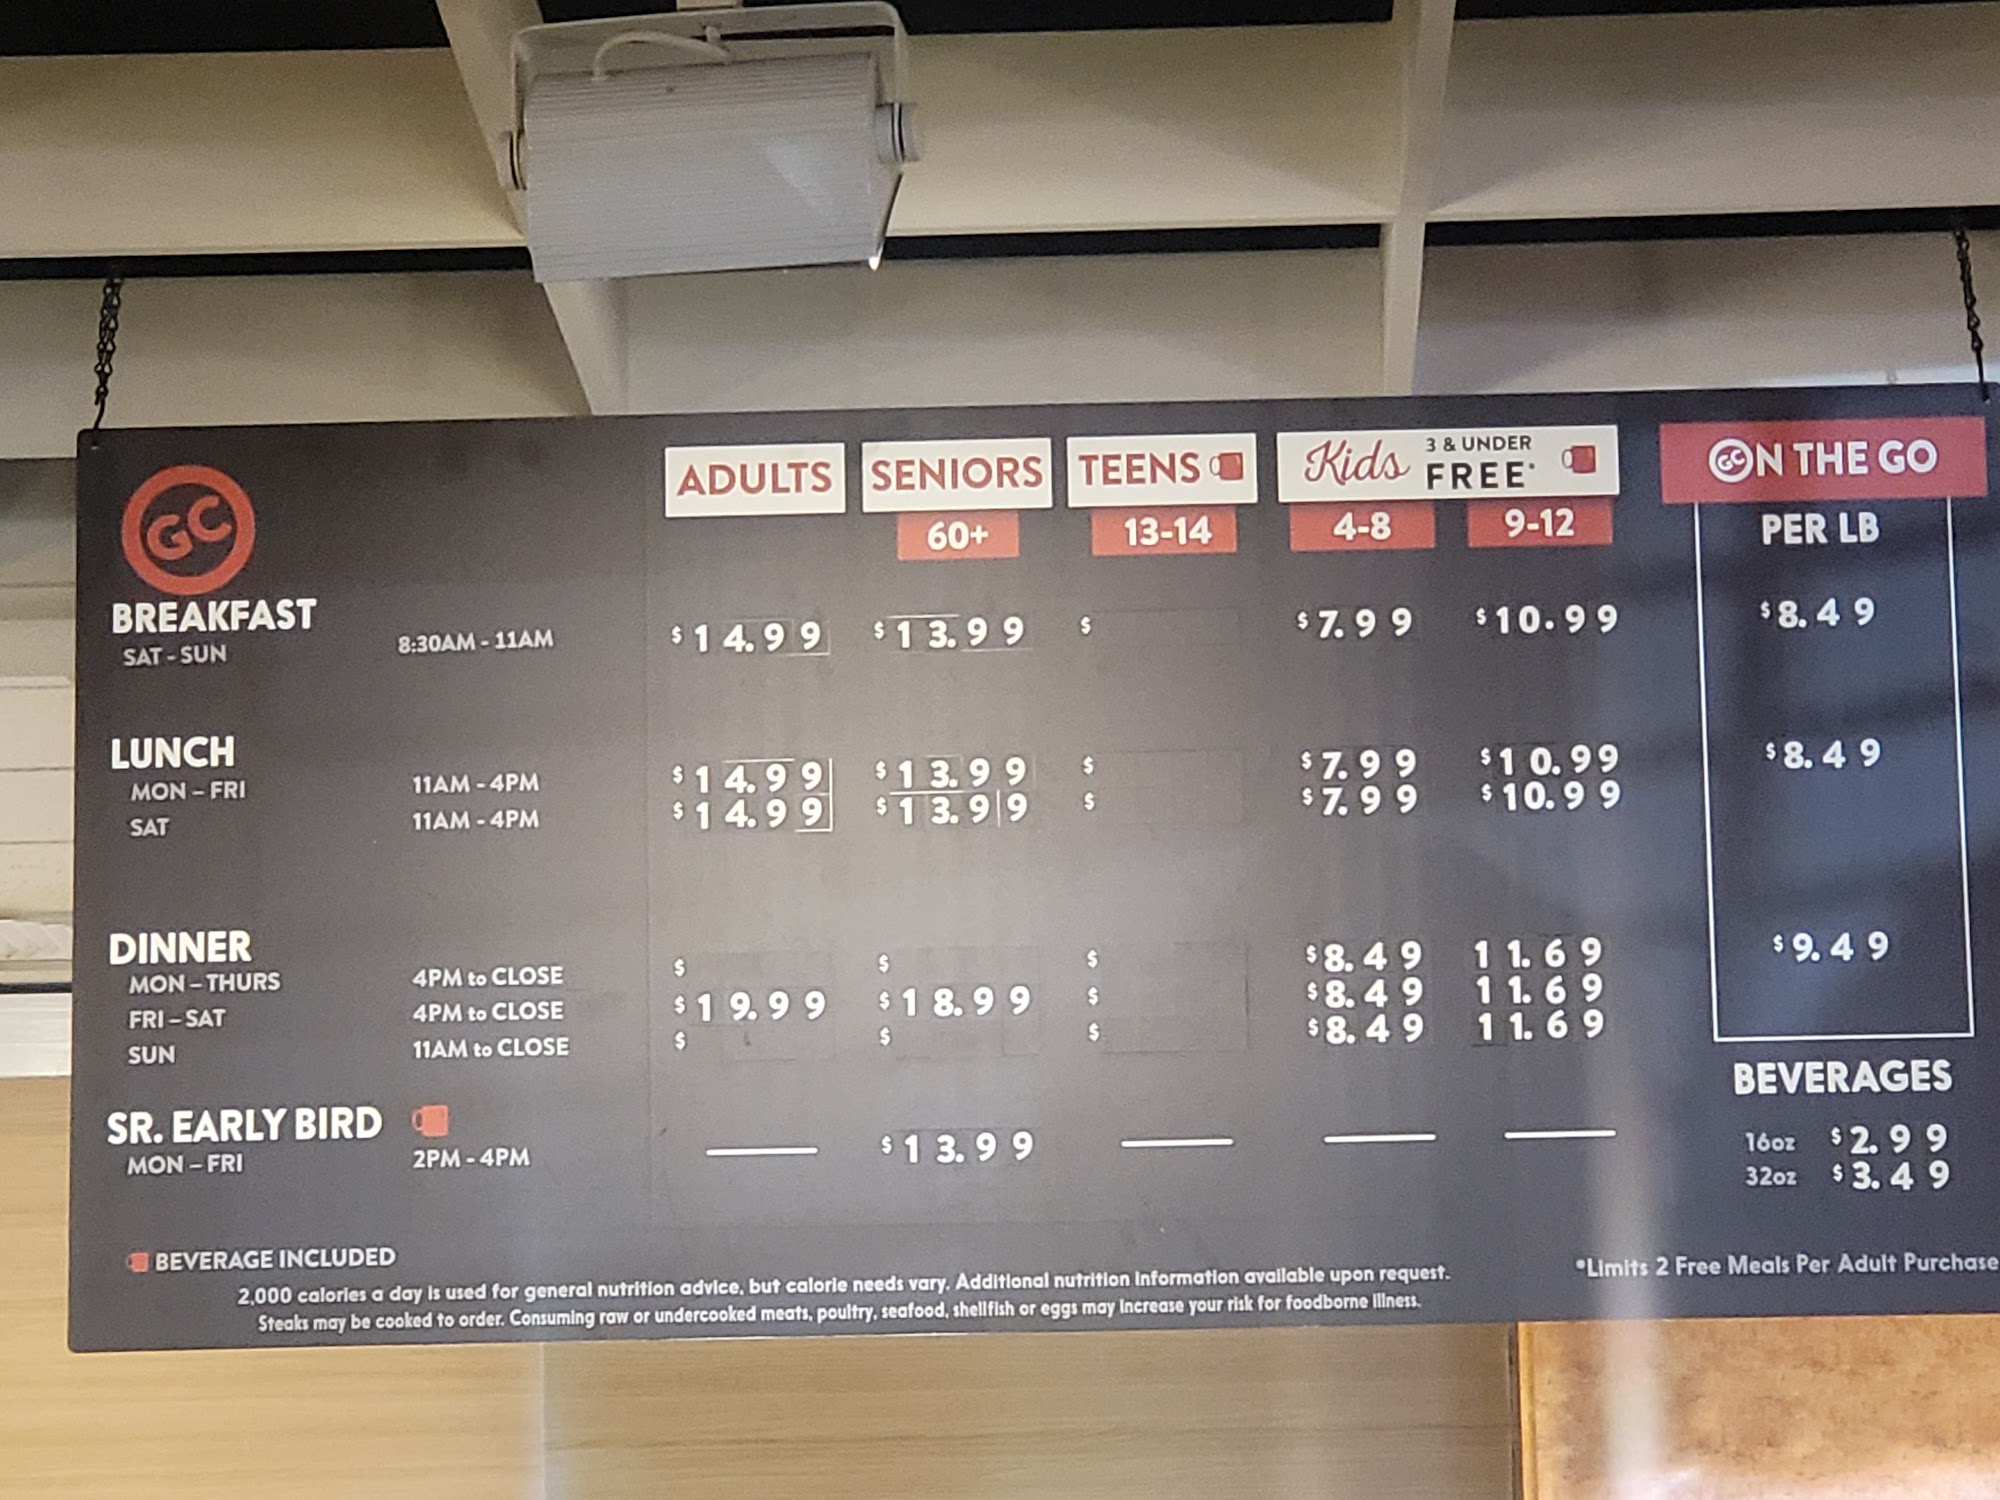 ADULTS SENIORS TEENS Kids 3 & UNDER FREE* GC ON THE GO
60+ 13-14 4-8 9-12 PER LB
GC
BREAKFAST
SAT - SUN 8:30AM - 11AM $14.99 $13.99 $ $7.99 $10.99 $8.49
LUNCH
MON - FRI 11AM - 4PM $14.99 $13.99 $ $7.99 $10.99 $8.49
SAT 11AM - 4PM $14.99 $13.99 $ $7.99 $10.99
DINNER
MON - THURS 4PM to CLOSE $ $ $ $8.49 11.69 $9.49
FRI - SAT 4PM to CLOSE $19.99 $18.99 $ $8.49 11.69
SUN 11AM to CLOSE $ $ $ $8.49 11.69
SR. EARLY BIRD
MON - FRI 2PM - 4PM $13.99
BEVERAGES
16oz $2.99
32oz $3.49
BEVERAGE INCLUDED
2,000 calories a day is used for general nutrition advice, but calorie needs vary. Additional nutrition Information available upon request.
Steaks may be cooked to order. Consuming raw or undercooked meats, poultry, seafood, shellfish or eggs may Increase your risk for foodborne Illness.
*Limits 2 Free Meals Per Adult Purchase